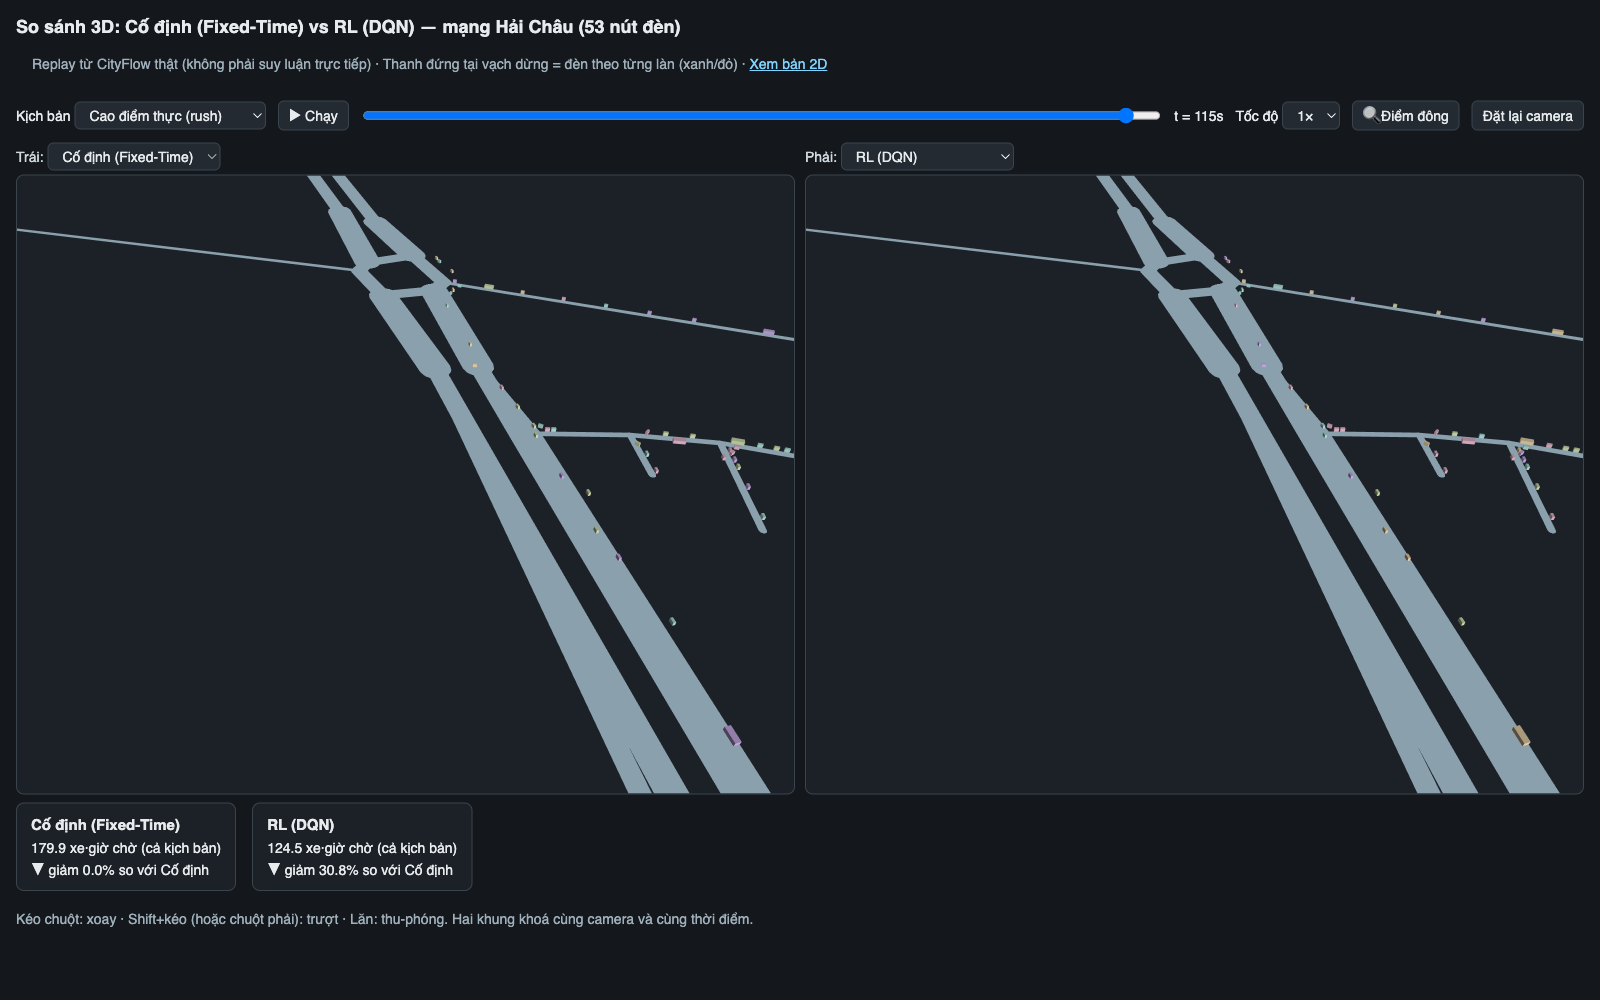 So sánh 3D: Cố định (Fixed-Time) vs RL (DQN) — mạng Hải Châu (53 nút đèn)
Replay từ CityFlow thật (không phải suy luận trực tiếp) · Thanh đứng tại vạch dừng = đèn theo từng làn (xanh/đỏ) · Xem bản 2D
Kịch bản Cao điểm thực (rush) ▶ Chạy t = 115s Tốc độ 1× 🔍 Điểm đông Đặt lại camera
Trái: Cố định (Fixed-Time) Phải: RL (DQN)
Cố định (Fixed-Time)
179.9 xe·giờ chờ (cả kịch bản)
▼ giảm 0.0% so với Cố định
RL (DQN)
124.5 xe·giờ chờ (cả kịch bản)
▼ giảm 30.8% so với Cố định
Kéo chuột: xoay · Shift+kéo (hoặc chuột phải): trượt · Lăn: thu-phóng. Hai khung khoá cùng camera và cùng thời điểm.